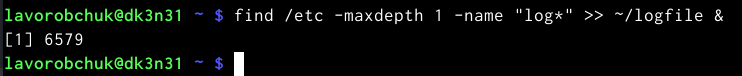 lavorobchuk@dk3n31 ~ $ find /etc -maxdepth 1 -name "log*" >> ~/logfile &
[1] 6579
lavorobchuk@dk3n31 ~ $